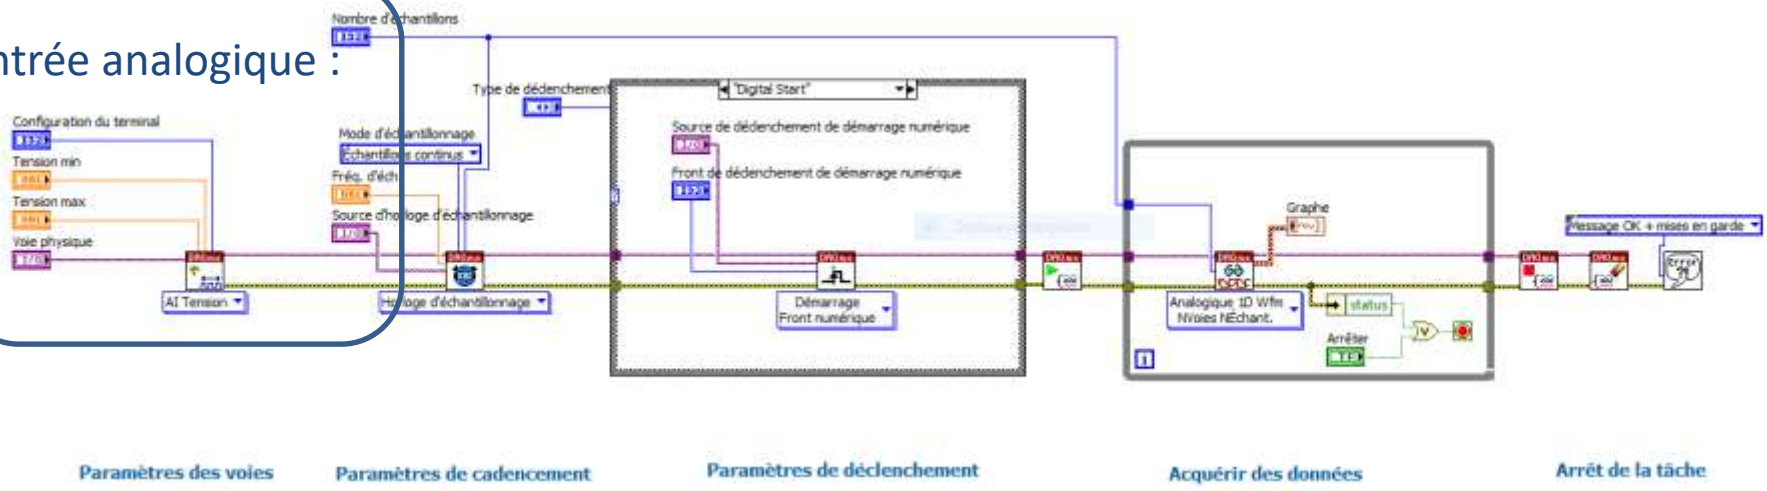 Nombre d'échantillons
ntrée analogique :
Type de déclenchement
"Digital Start"
Configuration du terminal
Mode d'échantillonnage
Source de déclenchement de démarrage numérique
Échantillons continus
Tension min
Fréq. d'éch
Front de déclenchement de démarrage numérique
Tension max
Source d'horloge d'échantillonnage
Graphe
Voie physique
Message OK + mises en garde
Error
?!
AI Tension
Horloge d'échantillonnage
Démarrage
Front numérique
Analogique 1D Wfm
NVoies NÉchant.
status
Arrêter
TF
i
Paramètres des voies
Paramètres de cadencement
Paramètres de déclenchement
Acquérir des données
Arrêt de la tâche